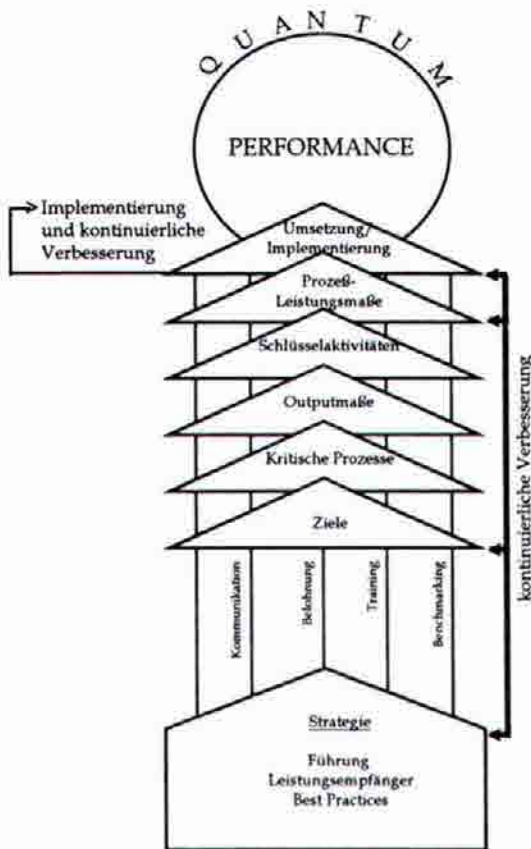 QUANTUM
PERFORMANCE
Implementierung
und kontinuierliche
Verbesserung
Umsetzung/
Implementierung
Prozeß-
Leistungsmaße
Schlüsselaktivitäten
Outputmaße
Kritische Prozesse
Ziele
Kommunikation
Belohnung
Training
Benchmarking
kontinuierliche Verbesserung
Strategie
Führung
Leistungsempfänger
Best Practices